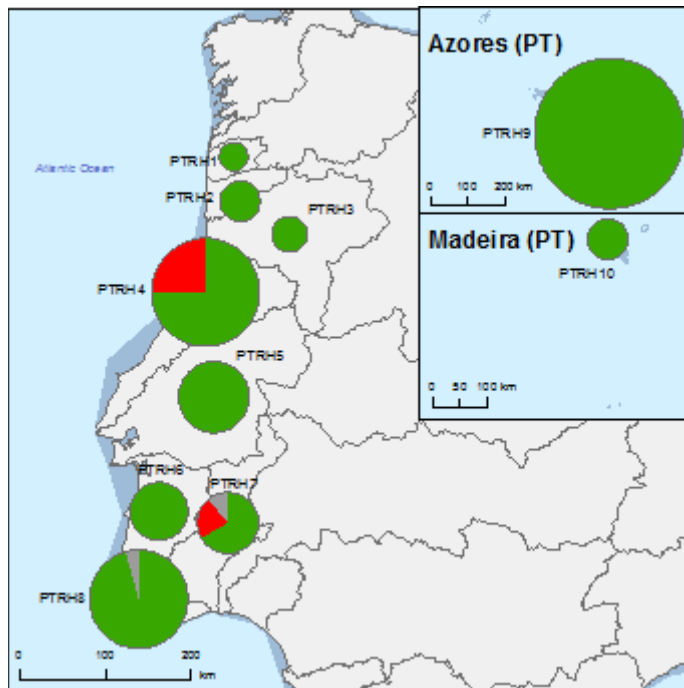 Azores (PT)
PTRH9
0 100 200 km
Madeira (PT)
PTRH10
0 50 100 km
Atlantic Ocean
PTRH1
PTRH2
PTRH3
PTRH4
PTRH5
PTRH6
PTRH7
PTRH8
0 100 200
km